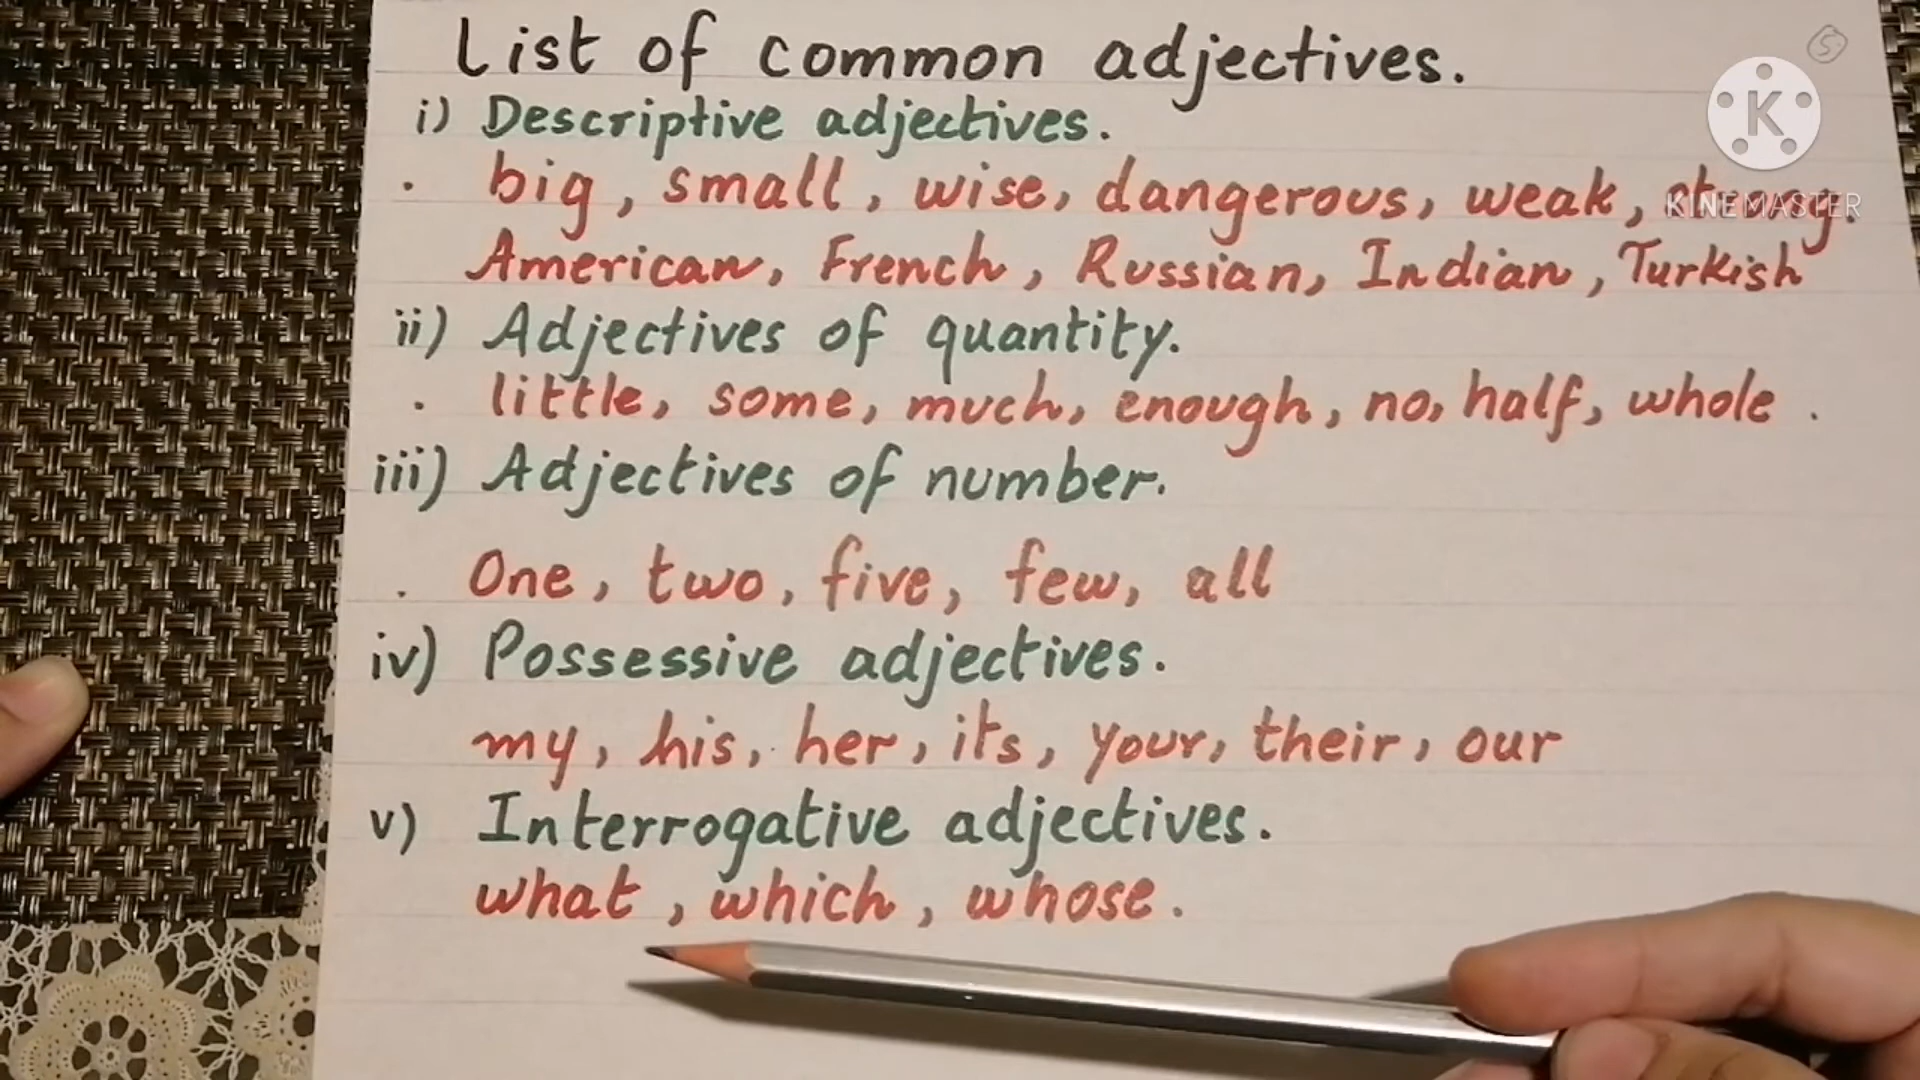 List of common adjectives.
i) Descriptive adjectives.
. big, small, wise, dangerous, weak, strong.
American, French, Russian, Indian, Turkish
ii) Adjectives of quantity.
. little, some, much, enough, no, half, whole.
iii) Adjectives of number.
. One, two, five, few, all
iv) Possessive adjectives.
my, his, her, its, your, their, our
v) Interrogative adjectives.
what, which, whose.
5
K
KINEMASTER